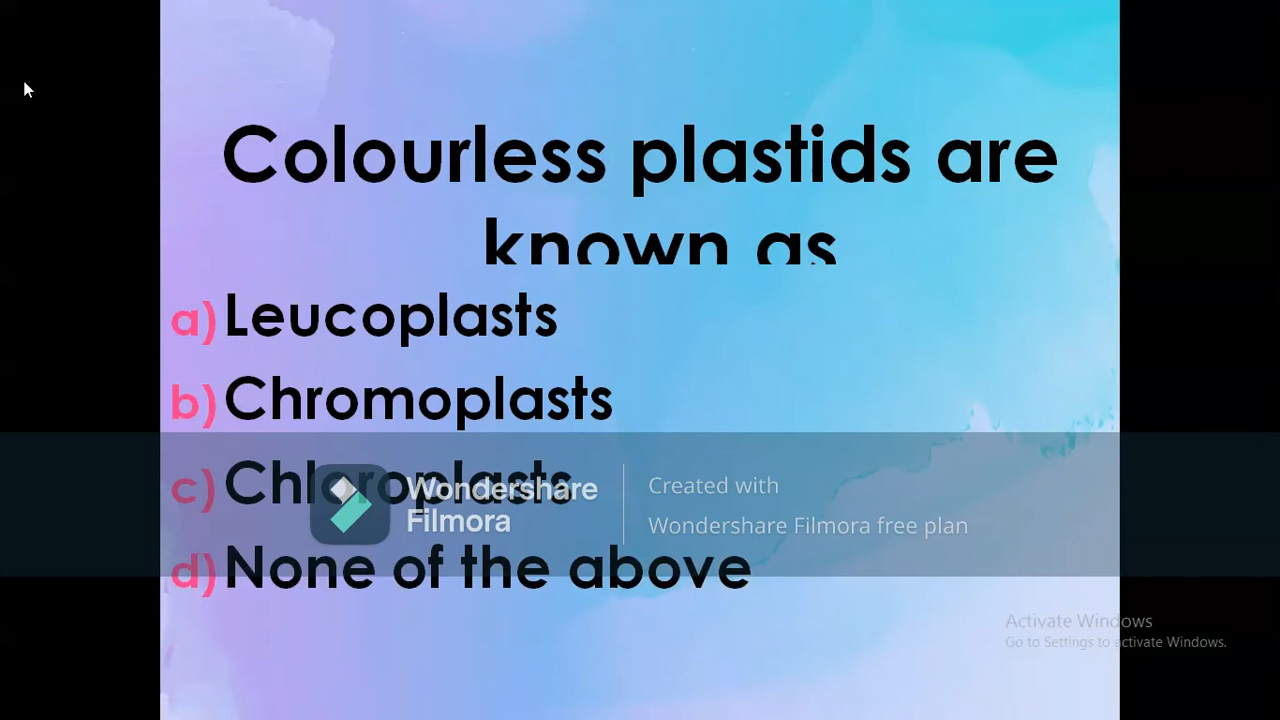 Colourless plastids are
known as
a) Leucoplasts
b) Chromoplasts
c) Chloroplasts
d) None of the above
Wondershare
Filmora
Created with
Wondershare Filmora free plan
Activate Windows
Go to Settings to activate Windows.